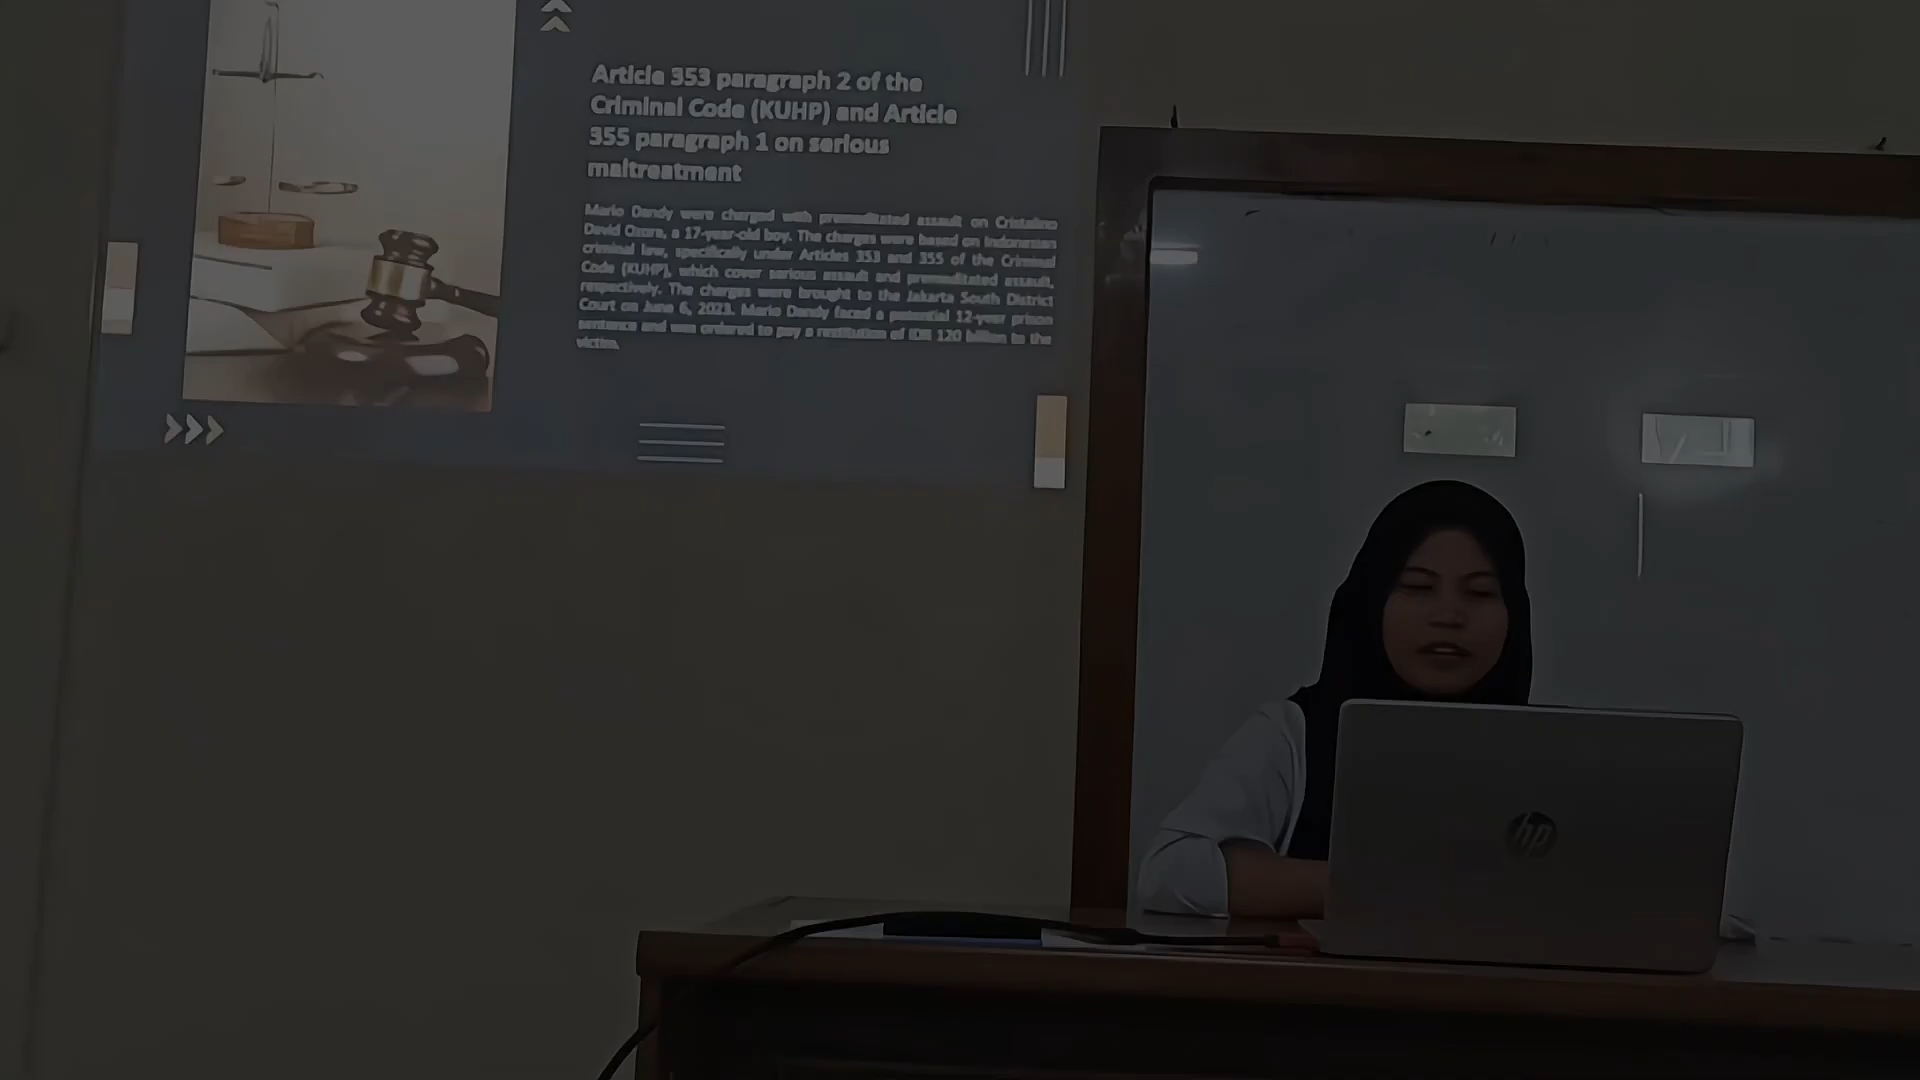 Article 353 paragraph 2 of the
Criminal Code (KUHP) and Article
355 paragraph 1 on serious
maltreatment
Mario Dandy were charged with premeditated assault on Cristalino
David Ozora, a 17-year-old boy. The charges were based on Indonesian
criminal law, specifically under Articles 353 and 355 of the Criminal
Code (KUHP), which cover serious assault and premeditated assault,
respectively. The charges were brought to the Jakarta South District
Court on June 6, 2023. Mario Dandy faced a potential 12-year prison
sentence and was ordered to pay a restitution of IDR 120 billion to the
victim.
hp